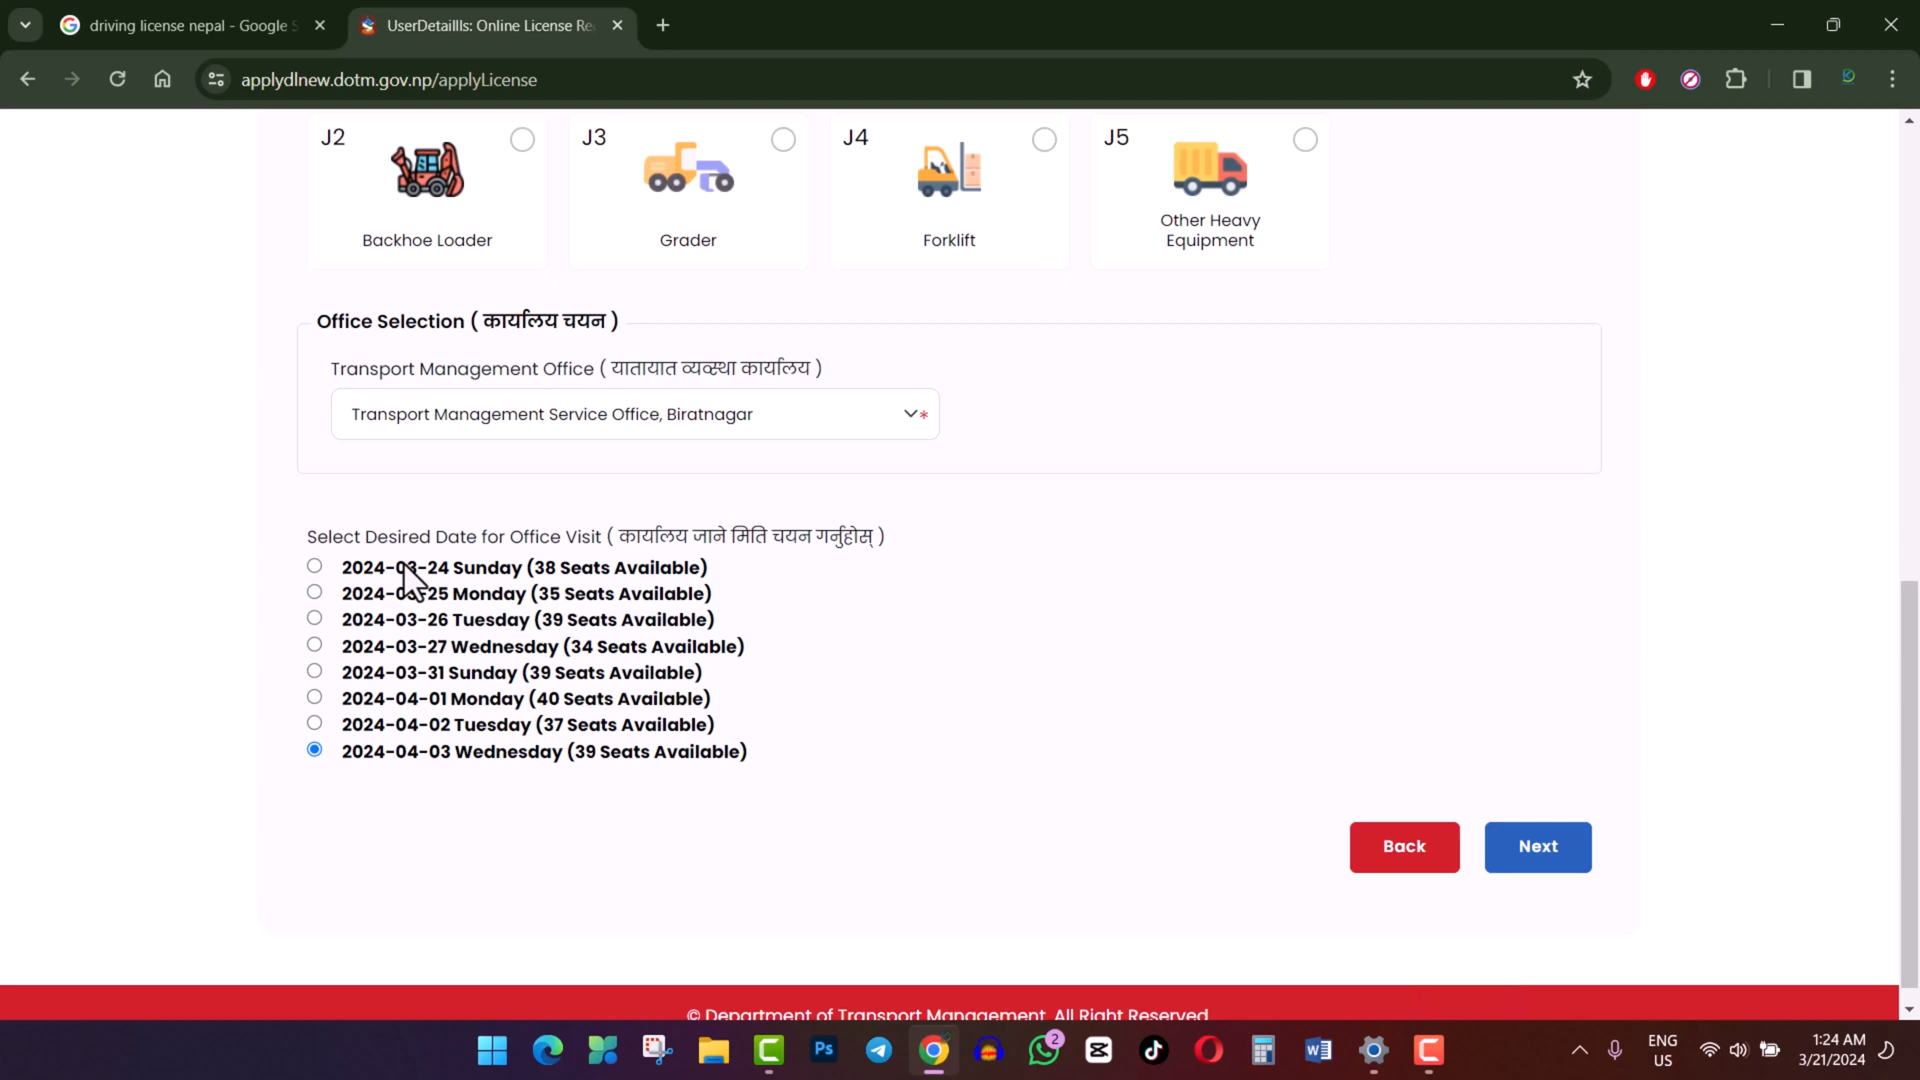 driving license nepal - Google S
UserDetaillls: Online License Re
applydlnew.dotm.gov.np/applyLicense
J2
J3
J4
J5
Backhoe Loader
Grader
Forklift
Other Heavy
Equipment
Office Selection ( कार्यालय चयन )
Transport Management Office ( यातायात व्यवस्था कार्यालय )
Transport Management Service Office, Biratnagar *
Select Desired Date for Office Visit ( कार्यालय जाने मिति चयन गर्नुहोस् )
2024-03-24 Sunday (38 Seats Available)
2024-03-25 Monday (35 Seats Available)
2024-03-26 Tuesday (39 Seats Available)
2024-03-27 Wednesday (34 Seats Available)
2024-03-31 Sunday (39 Seats Available)
2024-04-01 Monday (40 Seats Available)
2024-04-02 Tuesday (37 Seats Available)
2024-04-03 Wednesday (39 Seats Available)
Back
Next
© Department of Transport Management. All Right Reserved
Ps
2
ENG
US
1:24 AM
3/21/2024